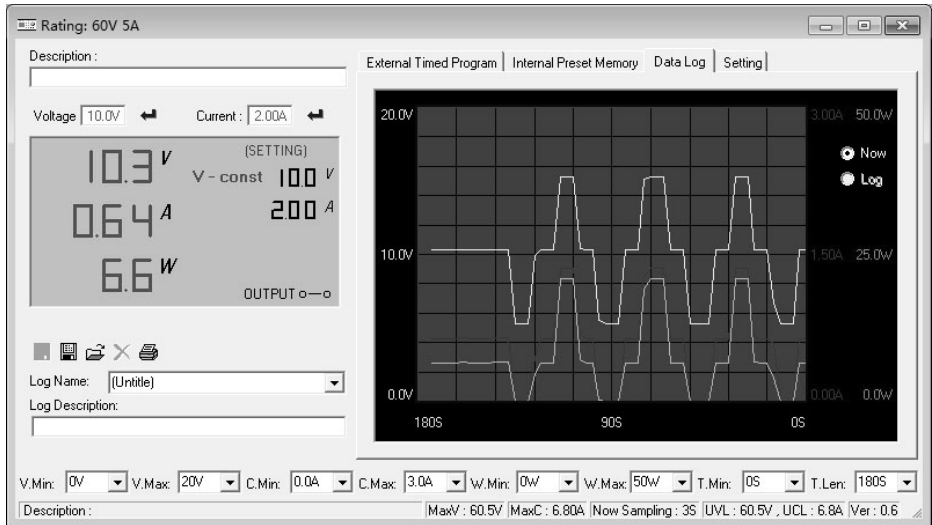 Rating: 60V 5A
Description :
Voltage 10.0V Current : 2.00A
10.3 V
0.64 A
6.6 W
(SETTING)
V - const 10.0 V
2.00 A
OUTPUT
Log Name: (Untitle)
Log Description:
External Timed Program Internal Preset Memory Data Log Setting
20.0V 3.00A 50.0W
Now
Log
10.0V 1.50A 25.0W
0.0V 0.00A 0.0W
180S 90S 0S
V.Min: 0V V.Max: 20V C.Min: 0.0A C.Max: 3.0A W.Min: 0W W.Max: 50W T.Min: 0S T.Len: 180S
Description : MaxV : 60.5V MaxC : 6.80A Now Sampling : 3S UVL : 60.5V , UCL : 6.8A Ver : 0.6